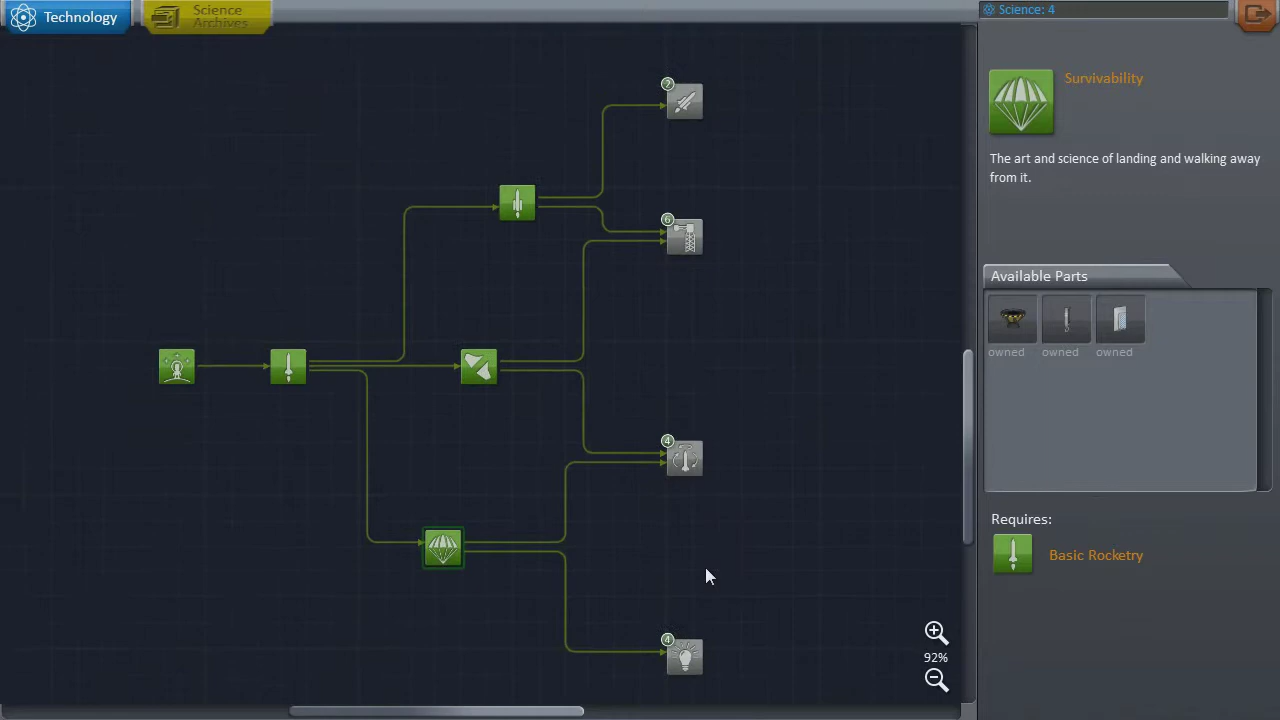 Technology
Science
Archives
Science: 4
Survivability
The art and science of landing and walking away
from it.
Available Parts
owned owned owned
Requires:
Basic Rocketry
2
6
4
4
92%